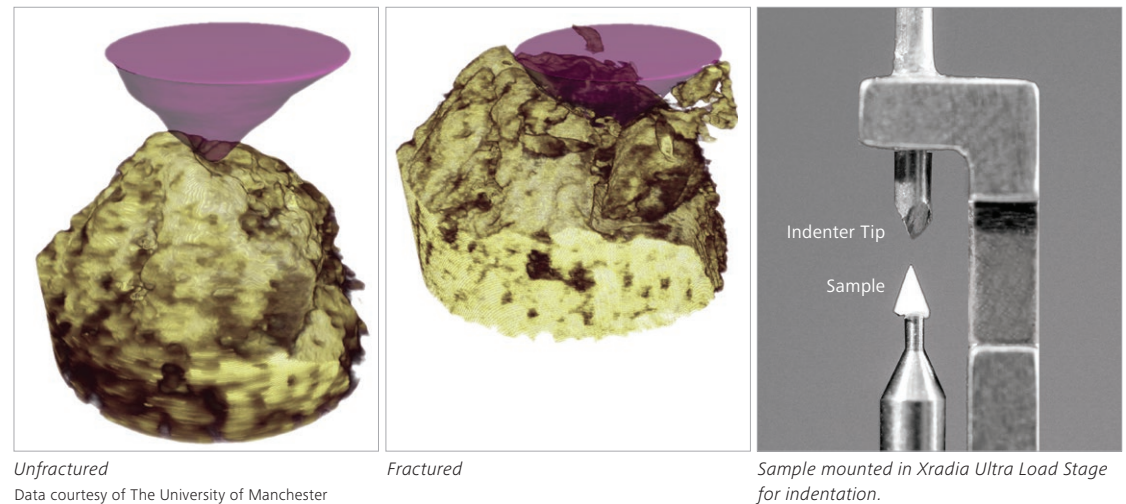 Indenter Tip
Sample
Unfractured
Fractured
Sample mounted in Xradia Ultra Load Stage
for indentation.
Data courtesy of The University of Manchester